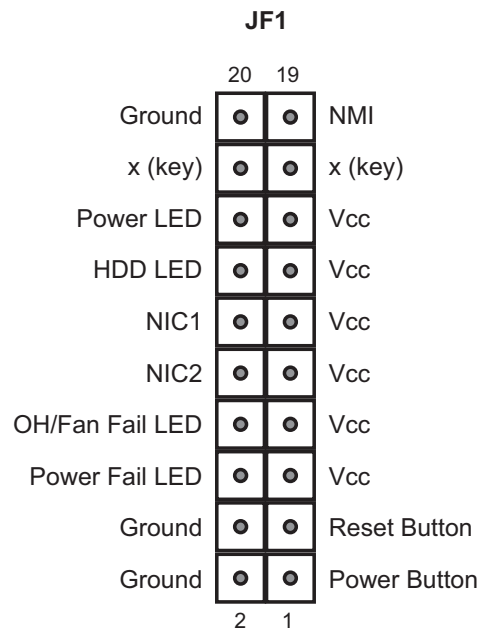 JF1
20 19
Ground NMI
x (key) x (key)
Power LED Vcc
HDD LED Vcc
NIC1 Vcc
NIC2 Vcc
OH/Fan Fail LED Vcc
Power Fail LED Vcc
Ground Reset Button
Ground Power Button
2 1